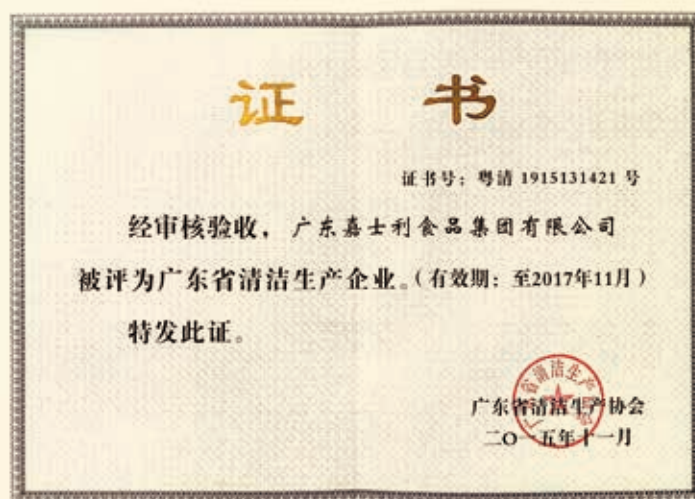 证 书
证书号：粤清 1915131421 号
经审核验收，广东嘉士利食品集团有限公司
被评为广东省清洁生产企业。（有效期：至2017年11月）
特发此证。
广东省清洁生产协会
二〇一五年十一月